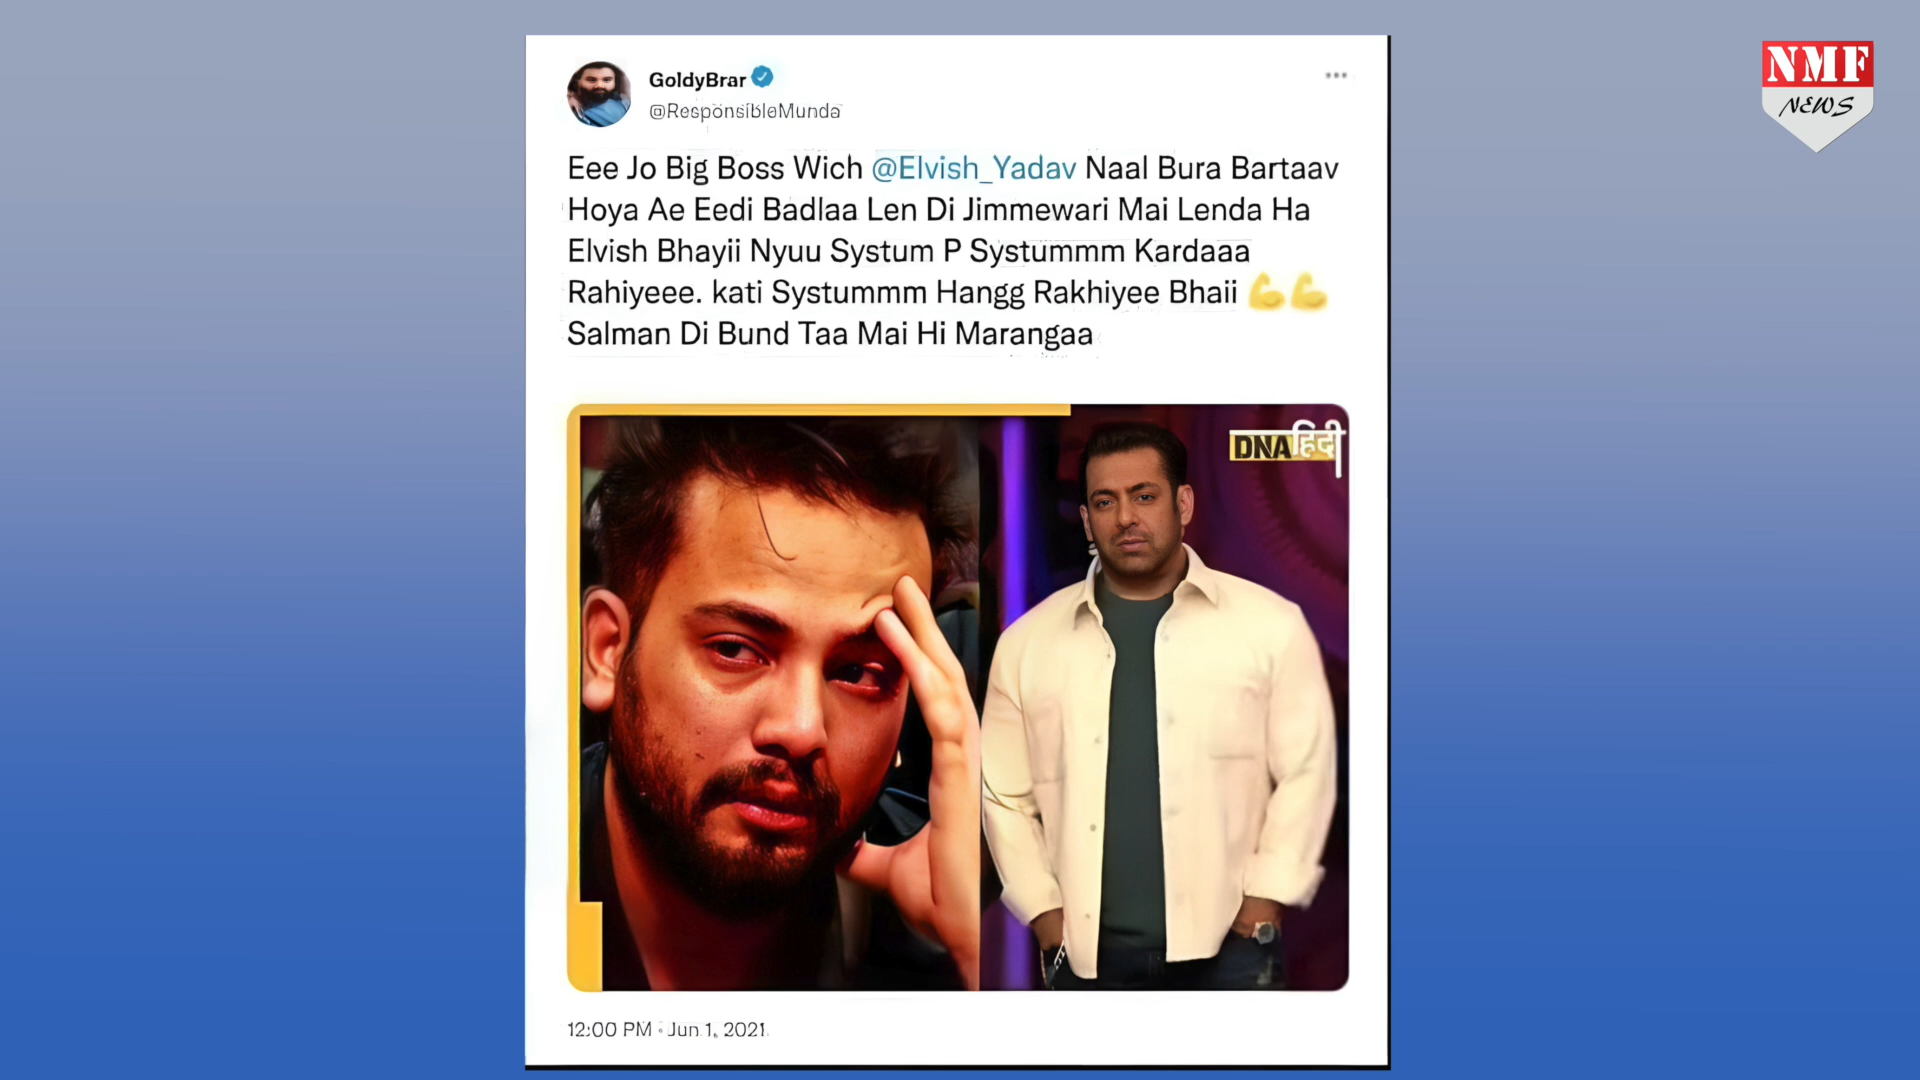 NMF
NEWS
GoldyBrar
@ResponsibleMunda
Eee Jo Big Boss Wich @Elvish_Yadav Naal Bura Bartaav
Hoya Ae Eedi Badlaa Len Di Jimmewari Mai Lenda Ha
Elvish Bhayii Nyuu Systum P Systummm Kardaaa
Rahiyeee. kati Systummm Hangg Rakhiyee Bhaii 💪💪
Salman Di Bund Taa Mai Hi Marangaa
DNA हिंदी
12:00 PM · Jun 1, 2021